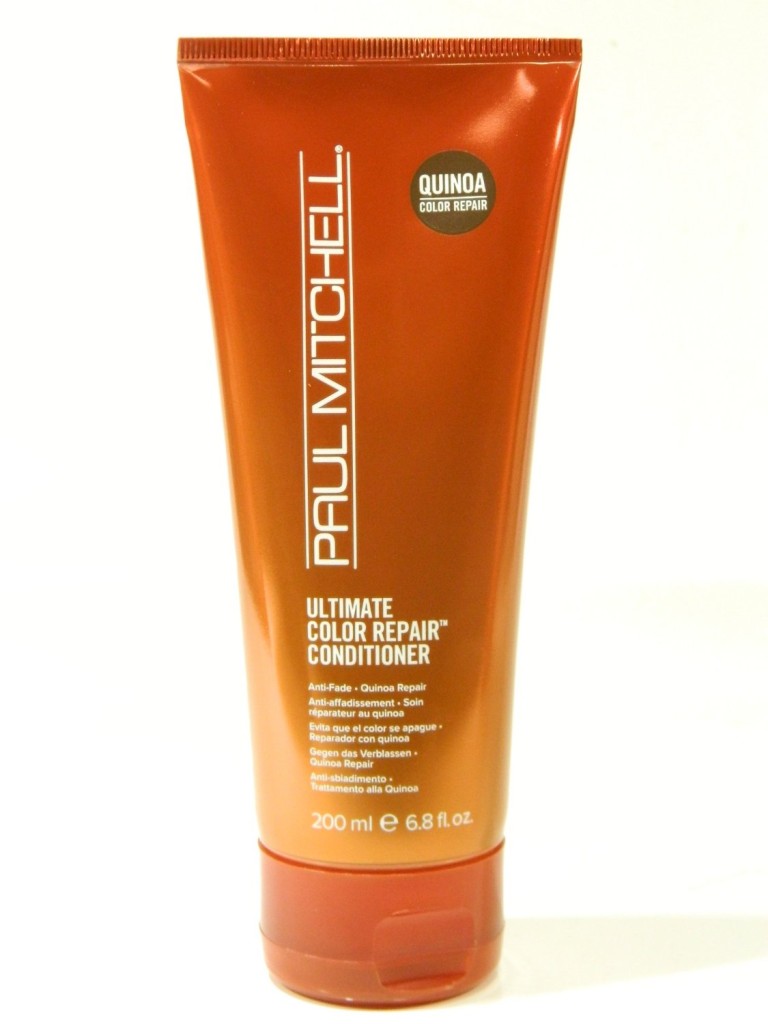 PAUL MITCHELL®
QUINOA
COLOR REPAIR
ULTIMATE
COLOR REPAIR™
CONDITIONER
Anti-Fade • Quinoa Repair
Anti-affadissement • Soin
réparateur au quinoa
Evita que el color se apague •
Reparador con quinoa
Gegen das Verblassen •
Quinoa Repair
Anti-sbiadimento •
Trattamento alla Quinoa
200 ml ℮ 6.8 fl. oz.